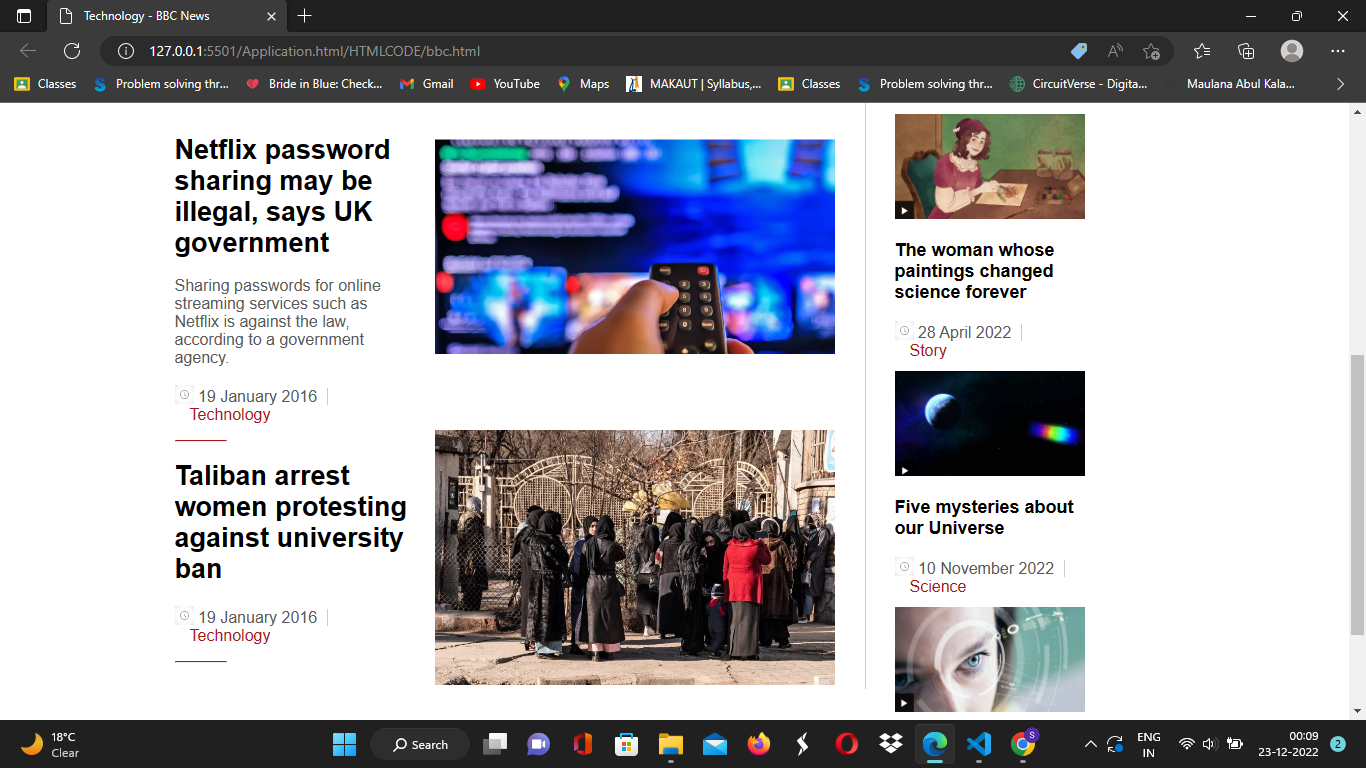 Technology - BBC News
127.0.0.1:5501/Application.html/HTMLCODE/bbc.html
Classes
Problem solving thr...
Bride in Blue: Check...
Gmail
YouTube
Maps
MAKAUT | Syllabus,...
Classes
Problem solving thr...
CircuitVerse - Digita...
Maulana Abul Kala...
Netflix password
sharing may be
illegal, says UK
government
Sharing passwords for online
streaming services such as
Netflix is against the law,
according to a government
agency.
19 January 2016
Technology
Taliban arrest
women protesting
against university
ban
19 January 2016
Technology
The woman whose
paintings changed
science forever
28 April 2022
Story
Five mysteries about
our Universe
10 November 2022
Science
18°C
Clear
Search
S
ENG
IN
00:09
23-12-2022
2